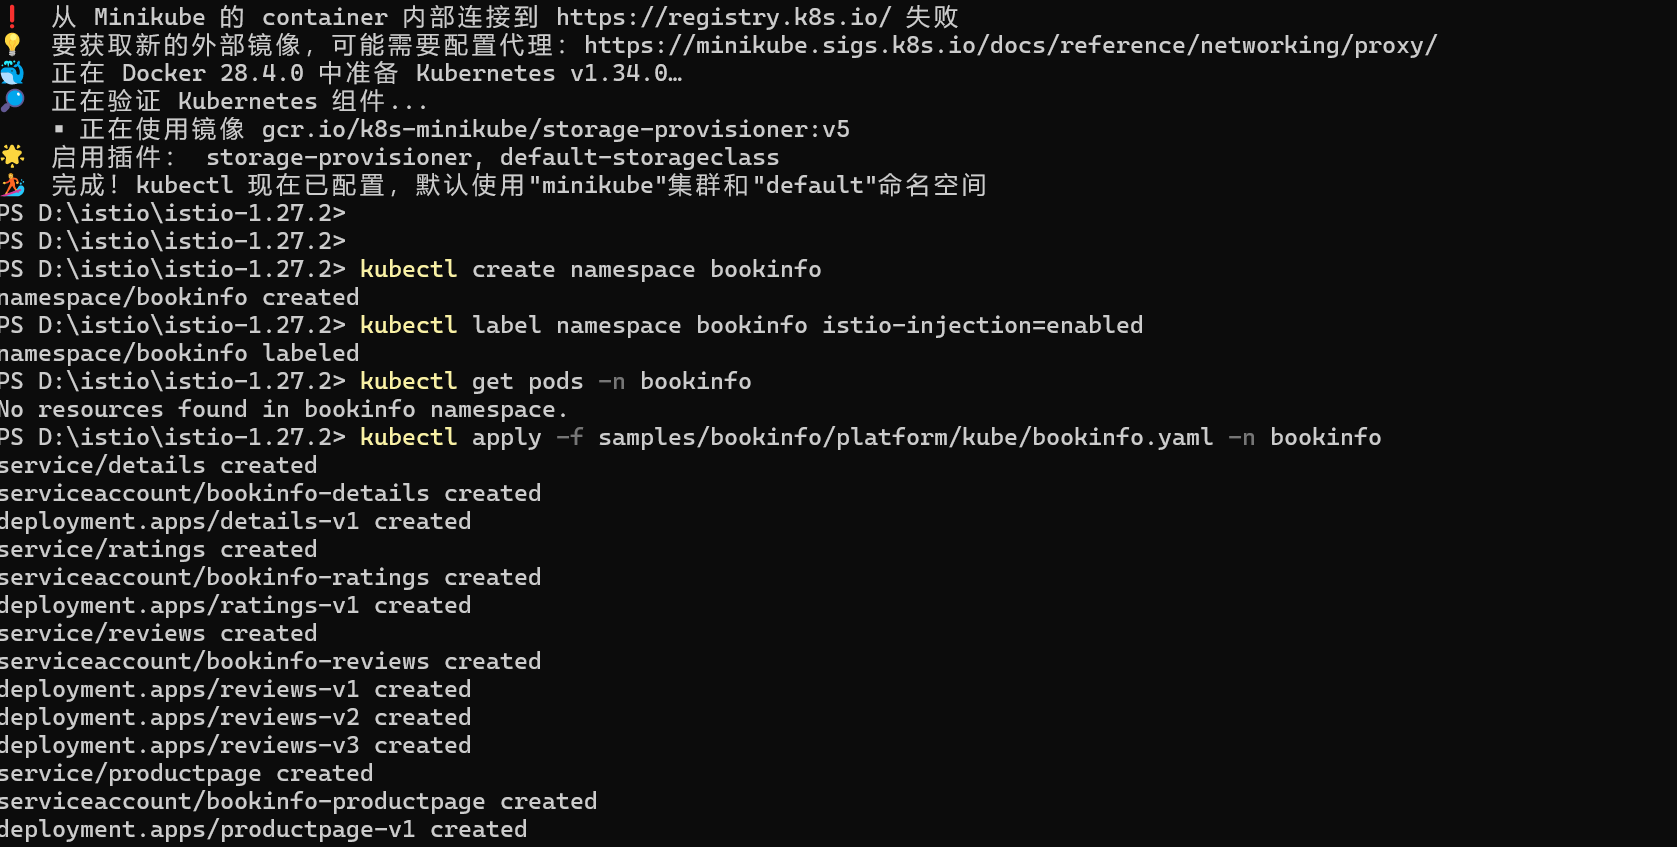 ❗ 从 Minikube 的 container 内部连接到 https://registry.k8s.io/ 失败
💡 要获取新的外部镜像，可能需要配置代理：https://minikube.sigs.k8s.io/docs/reference/networking/proxy/
🐳 正在 Docker 28.4.0 中准备 Kubernetes v1.34.0…
🔎 正在验证 Kubernetes 组件...
▪ 正在使用镜像 gcr.io/k8s-minikube/storage-provisioner:v5
🌟 启用插件： storage-provisioner, default-storageclass
🏄 完成！kubectl 现在已配置，默认使用"minikube"集群和"default"命名空间
PS D:\istio\istio-1.27.2>
PS D:\istio\istio-1.27.2>
PS D:\istio\istio-1.27.2> kubectl create namespace bookinfo
namespace/bookinfo created
PS D:\istio\istio-1.27.2> kubectl label namespace bookinfo istio-injection=enabled
namespace/bookinfo labeled
PS D:\istio\istio-1.27.2> kubectl get pods -n bookinfo
No resources found in bookinfo namespace.
PS D:\istio\istio-1.27.2> kubectl apply -f samples/bookinfo/platform/kube/bookinfo.yaml -n bookinfo
service/details created
serviceaccount/bookinfo-details created
deployment.apps/details-v1 created
service/ratings created
serviceaccount/bookinfo-ratings created
deployment.apps/ratings-v1 created
service/reviews created
serviceaccount/bookinfo-reviews created
deployment.apps/reviews-v1 created
deployment.apps/reviews-v2 created
deployment.apps/reviews-v3 created
service/productpage created
serviceaccount/bookinfo-productpage created
deployment.apps/productpage-v1 created